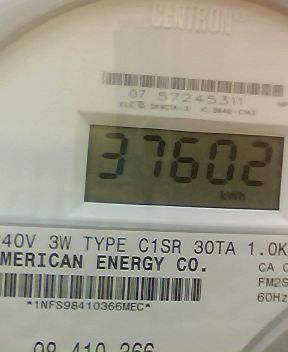 CENTRON
07 57245311
37602
kWh
40V 3W TYPE C1SR 30TA 1.0K
MERICAN ENERGY CO.
CA 0
FM2S
60Hz
*1NFS98410366MEC*
98 410 366